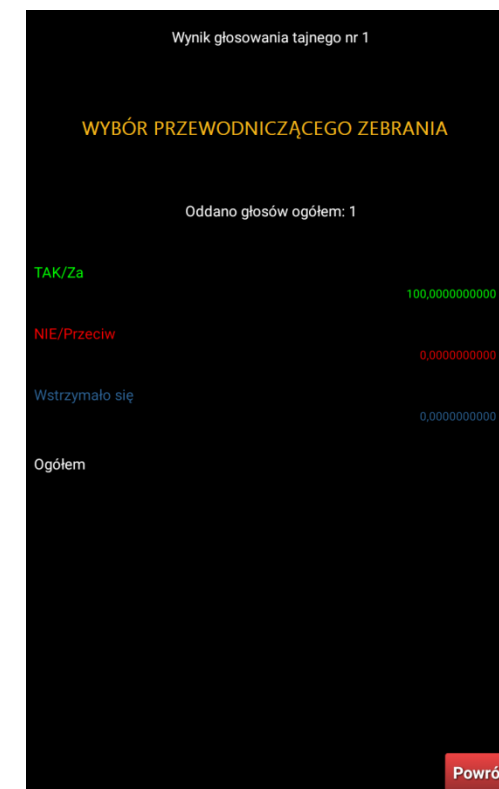 Wynik głosowania tajnego nr 1
WYBÓR PRZEWODNICZĄCEGO ZEBRANIA
Oddano głosów ogółem: 1
TAK/Za
100,0000000000
NIE/Przeciw
0,0000000000
Wstrzymało się
0,0000000000
Ogółem
Powró